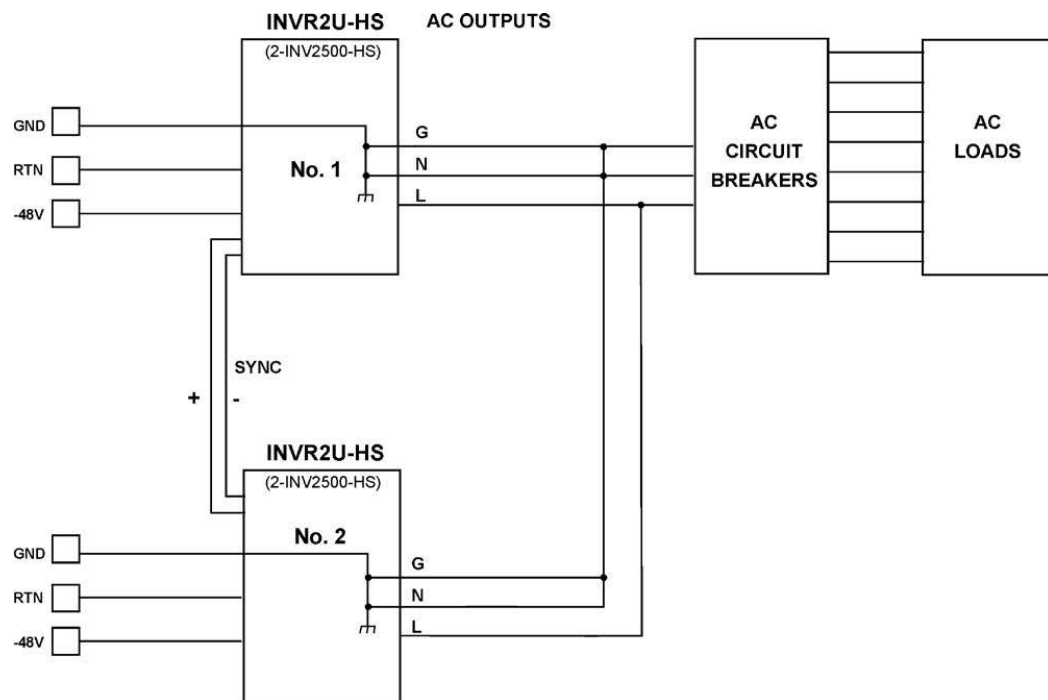 INVR2U-HS
AC OUTPUTS
(2-INV2500-HS)
GND
RTN
-48V
No. 1
G
N
L
AC
CIRCUIT
BREAKERS
AC
LOADS
SYNC
+
-
INVR2U-HS
(2-INV2500-HS)
No. 2
GND
RTN
-48V
G
N
L